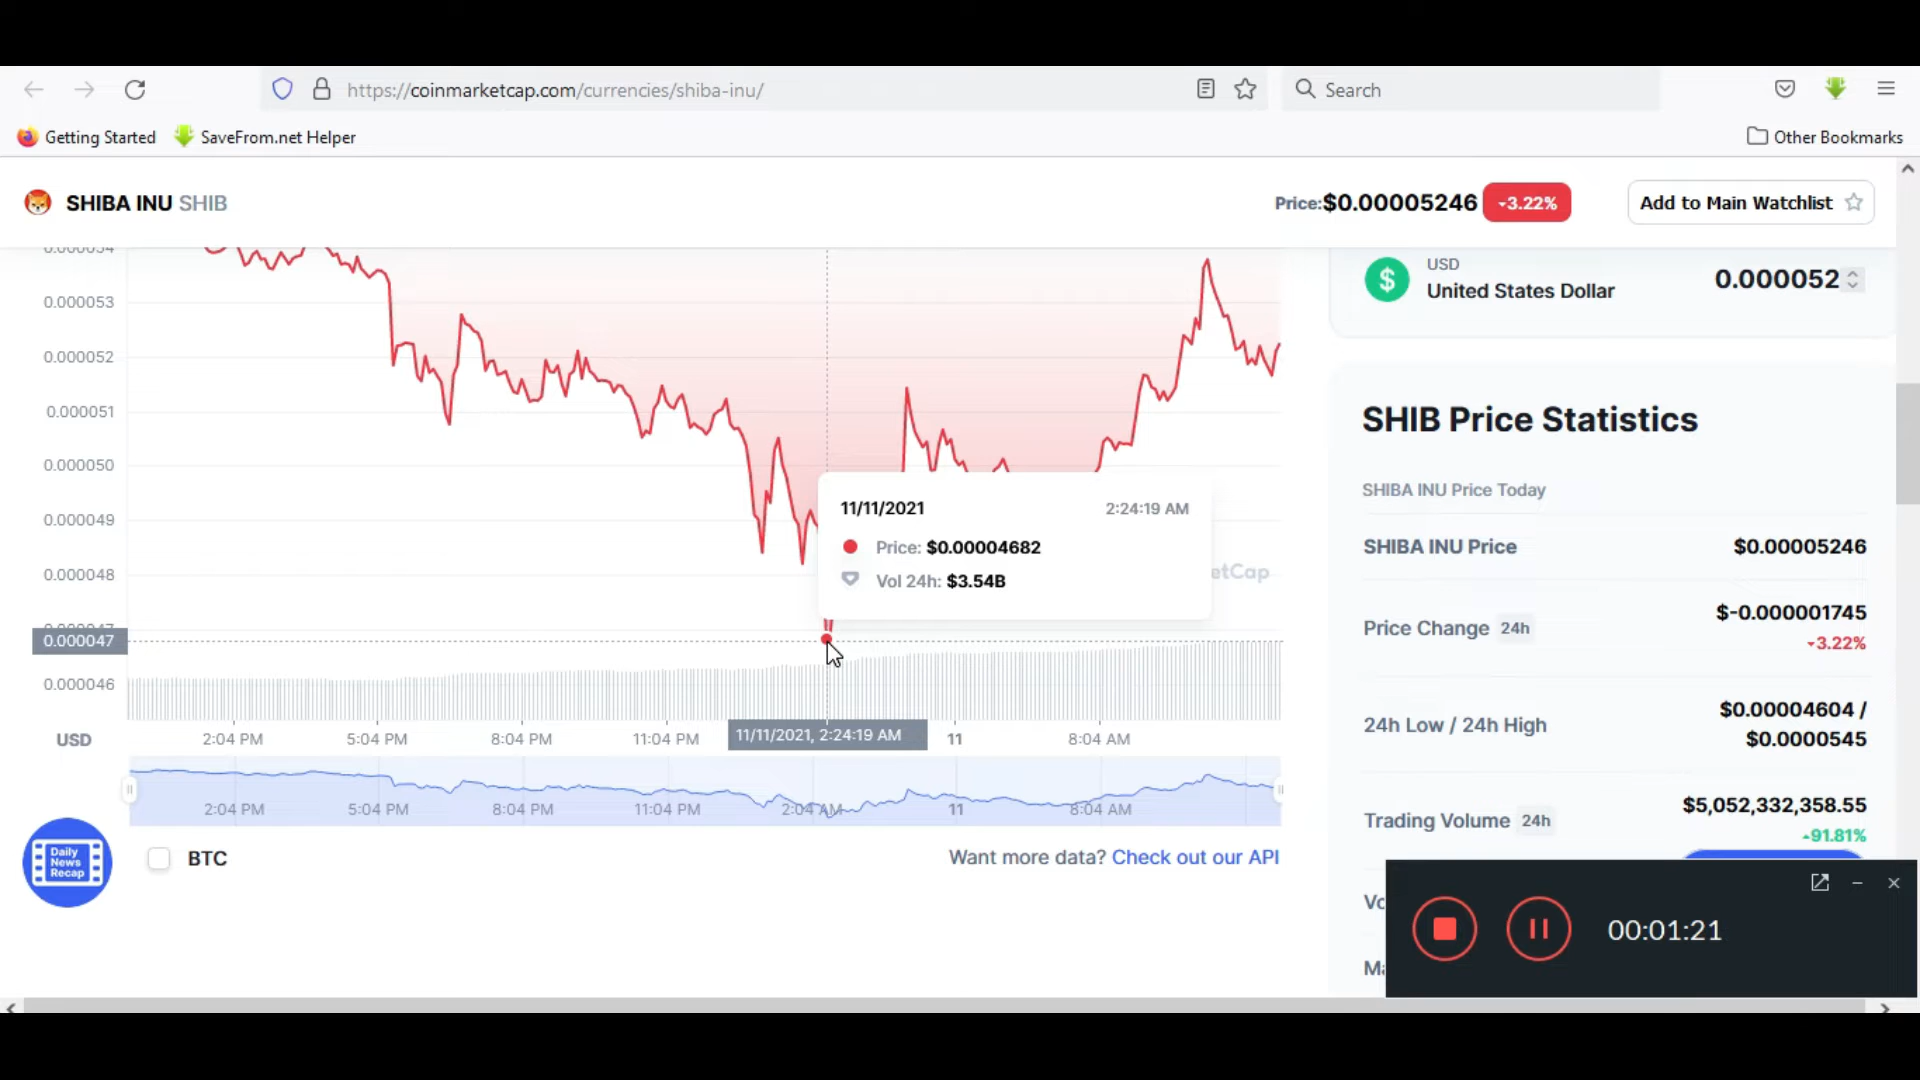 https://coinmarketcap.com/currencies/shiba-inu/
Search
Getting Started
SaveFrom.net Helper
Other Bookmarks
SHIBA INU SHIB
Price:$0.00005246
-3.22%
Add to Main Watchlist
0.000054
0.000053
0.000052
0.000051
0.000050
0.000049
0.000048
0.000047
0.000047
0.000046
11/11/2021 2:24:19 AM
Price: $0.00004682
Vol 24h: $3.54B
etCap
USD 2:04 PM 5:04 PM 8:04 PM 11:04 PM 11/11/2021, 2:24:19 AM 11 8:04 AM
2:04 PM 5:04 PM 8:04 PM 11:04 PM 2:04 AM 11 8:04 AM
Daily
News
Recap
BTC
Want more data? Check out our API
USD
United States Dollar
0.000052
SHIB Price Statistics
SHIBA INU Price Today
SHIBA INU Price $0.00005246
Price Change 24h
$-0.000001745
-3.22%
24h Low / 24h High
$0.00004604 /
$0.0000545
Trading Volume 24h
$5,052,332,358.55
91.81%
Vo
Ma
00:01:21